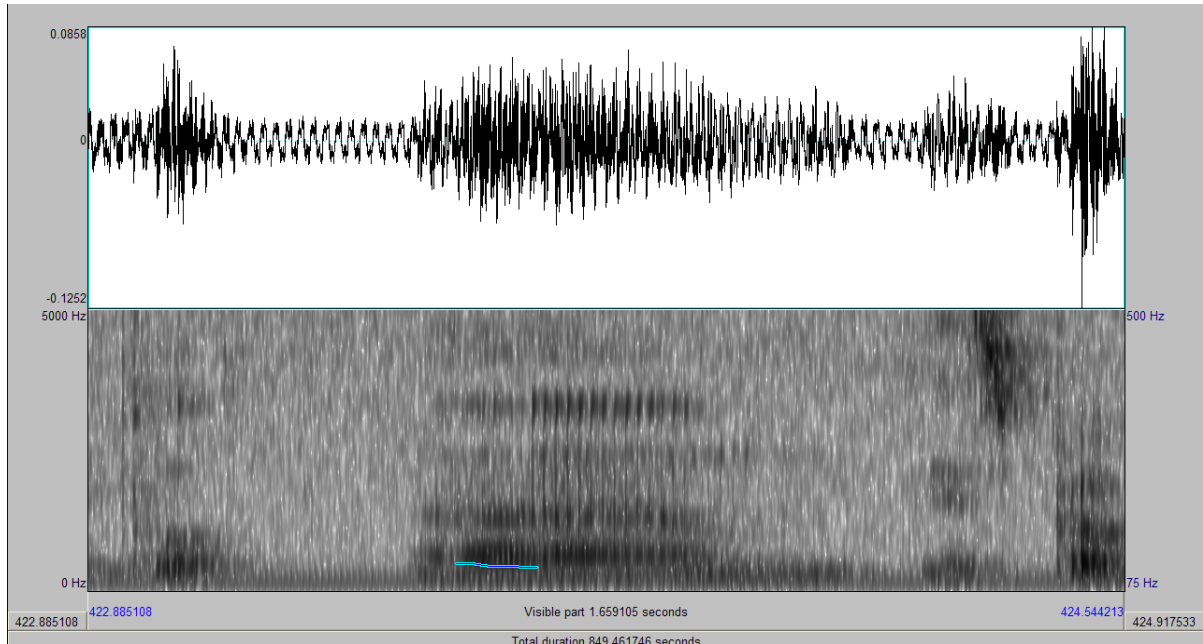 0.0858
0
-0.1252
5000 Hz 500 Hz
0 Hz 75 Hz
422.885108 422.885108 Visible part 1.659105 seconds 424.544213 424.917533
Total duration 849.461746 seconds